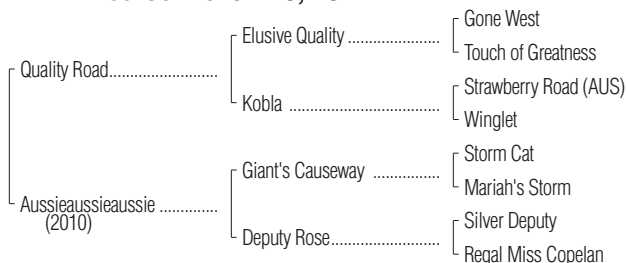 Elusive Quality ......................
Gone West
Touch of Greatness
Quality Road..........................
Kobla ....................................
Strawberry Road (AUS)
Winglet
Giant's Causeway ................
Storm Cat
Mariah's Storm
Aussieaussieaussie ..............
(2010)
Deputy Rose..........................
Silver Deputy
Regal Miss Copelan